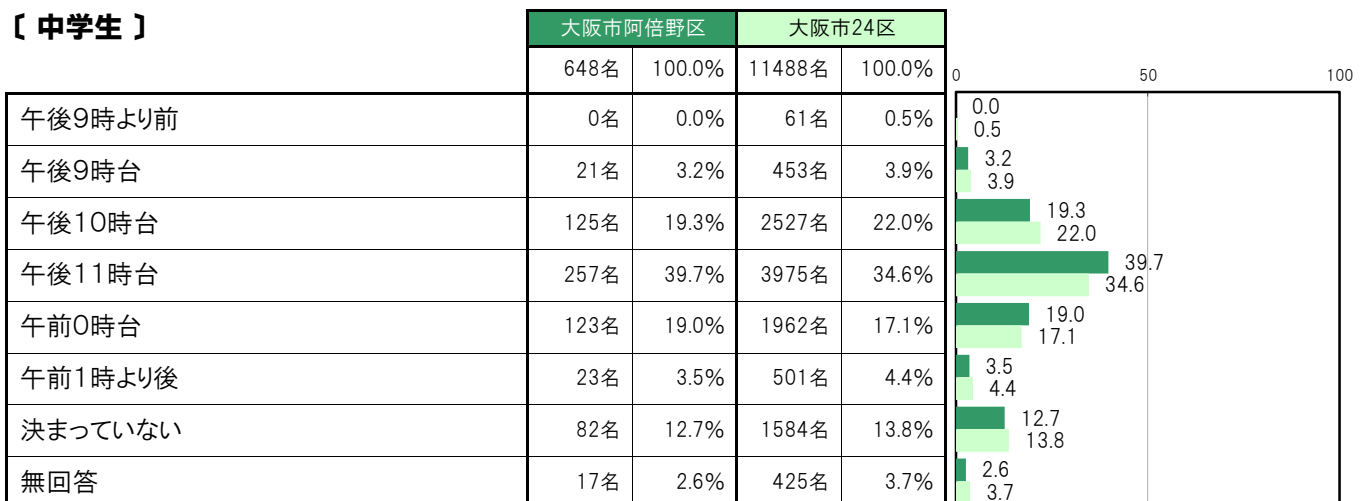 〔 中学生 〕
大阪市阿倍野区 大阪市24区
648名 100.0% 11488名 100.0%
0 50 100
午後9時より前 0名 0.0% 61名 0.5% 0.0
0.5
午後9時台 21名 3.2% 453名 3.9% 3.2
3.9
午後10時台 125名 19.3% 2527名 22.0% 19.3
22.0
午後11時台 257名 39.7% 3975名 34.6% 39.7
34.6
午前0時台 123名 19.0% 1962名 17.1% 19.0
17.1
午前1時より後 23名 3.5% 501名 4.4% 3.5
4.4
決まっていない 82名 12.7% 1584名 13.8% 12.7
13.8
無回答 17名 2.6% 425名 3.7% 2.6
3.7